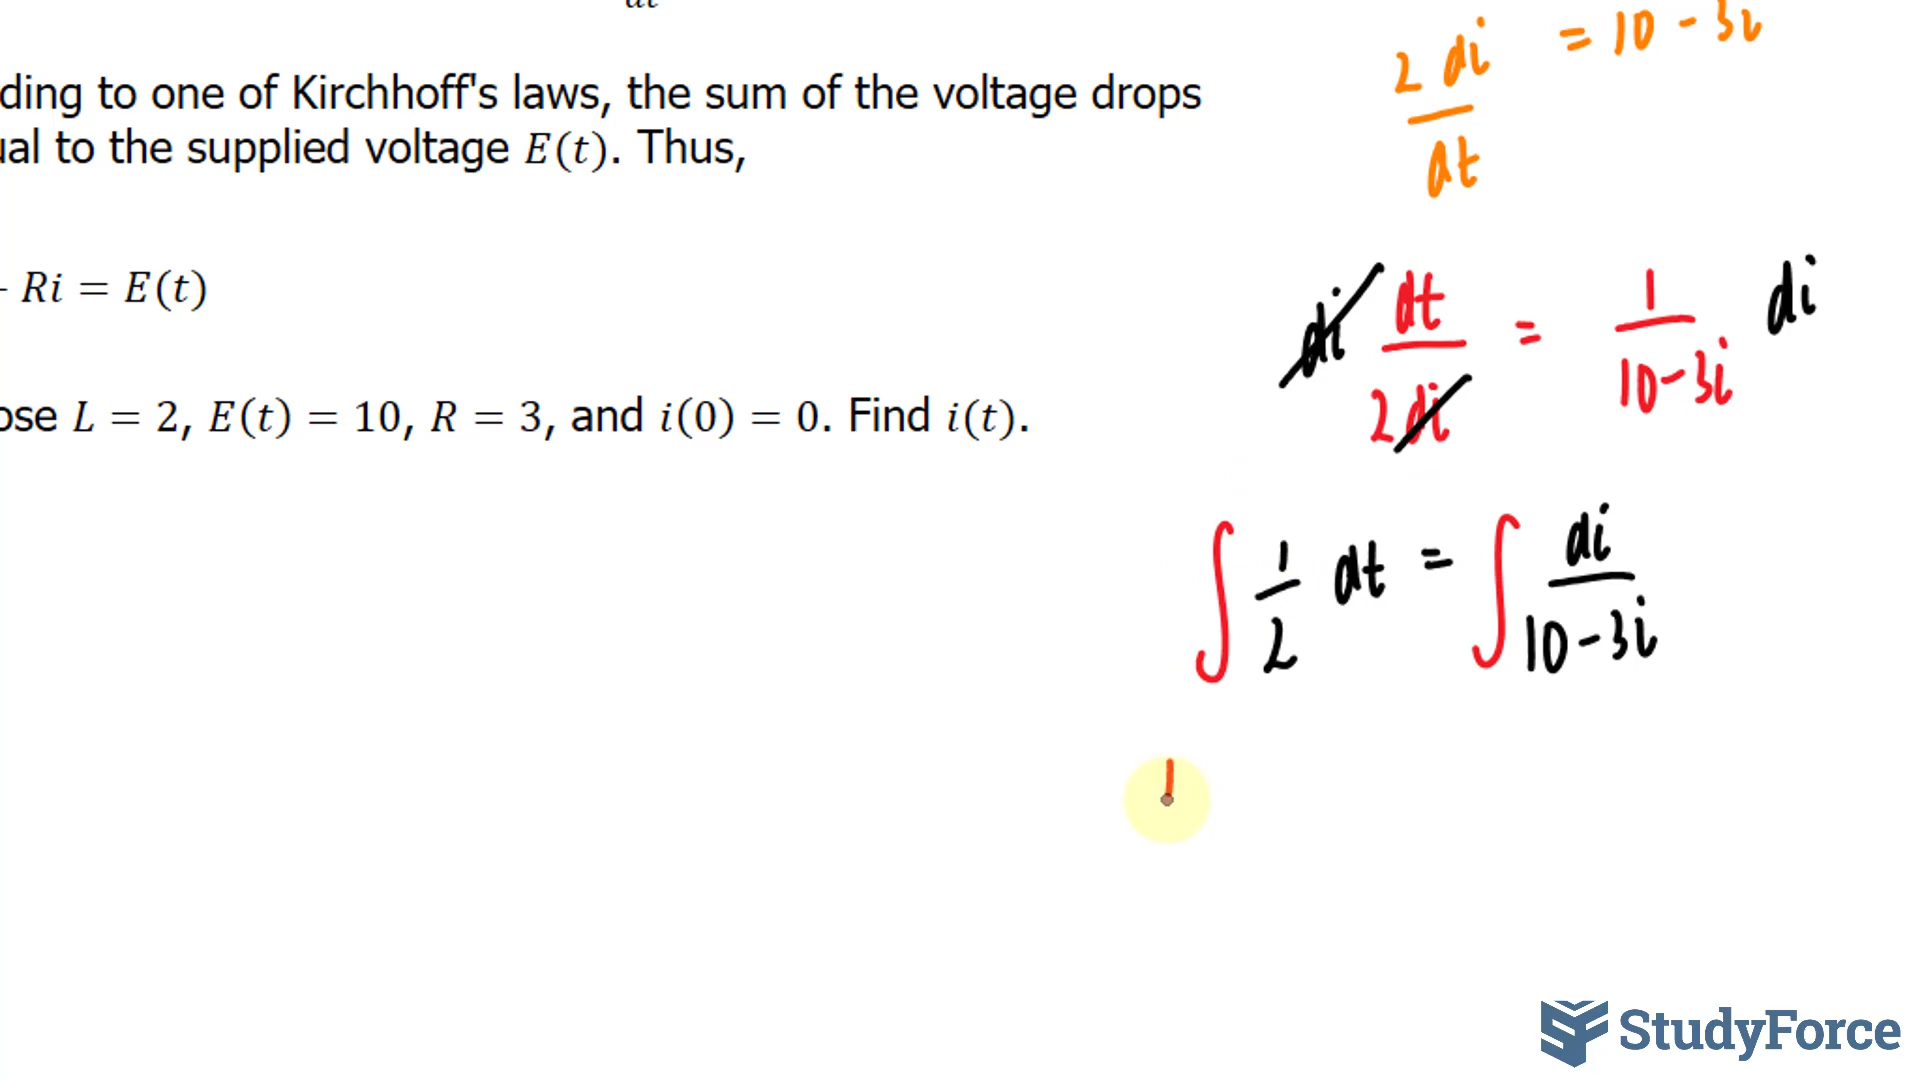 dt
ding to one of Kirchhoff's laws, the sum of the voltage drops
ual to the supplied voltage E(t). Thus,
- Ri = E(t)
ose L = 2, E(t) = 10, R = 3, and i(0) = 0. Find i(t).
2 di/dt = 10 - 3i
di dt/2di = 1/10-3i di
∫ 1/2 dt = ∫ di/10-3i
StudyForce